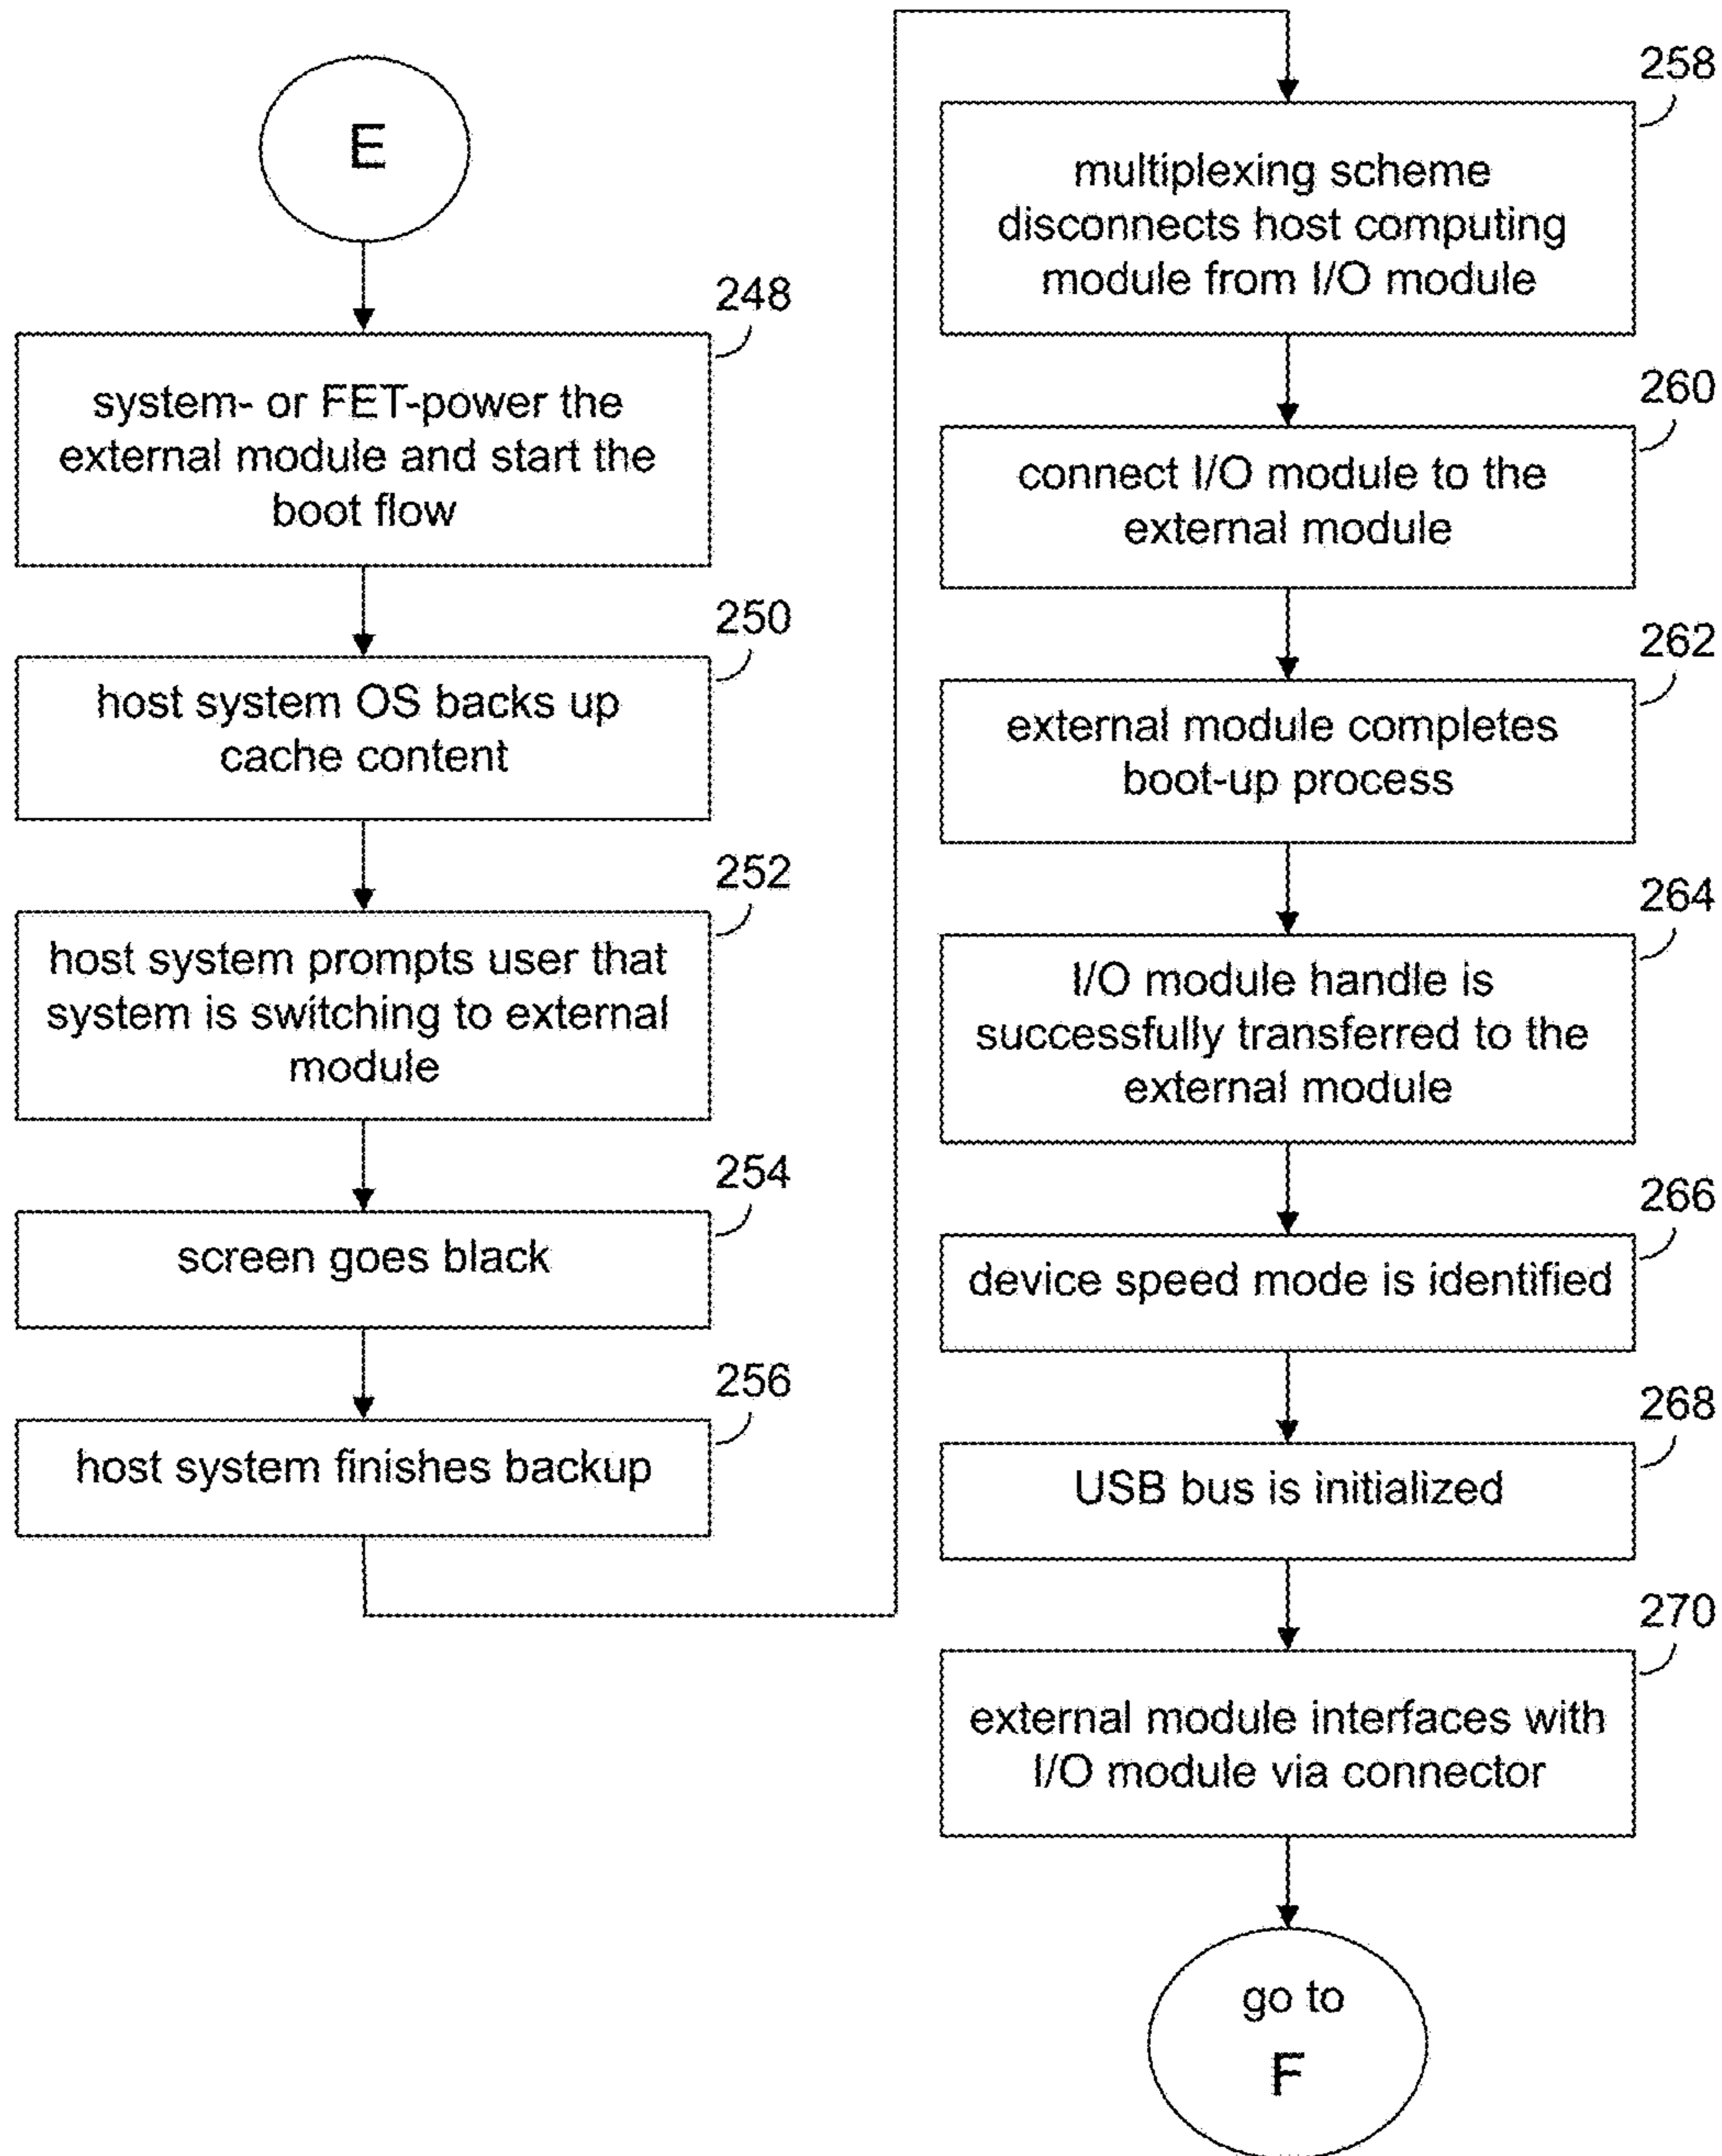 E
248
system- or FET-power the
external module and start the
boot flow
250
host system OS backs up
cache content
252
host system prompts user that
system is switching to external
module
254
screen goes black
256
host system finishes backup
258
multiplexing scheme
disconnects host computing
module from I/O module
260
connect I/O module to the
external module
262
external module completes
boot-up process
264
I/O module handle is
successfully transferred to the
external module
266
device speed mode is identified
268
USB bus is initialized
270
external module interfaces with
I/O module via connector
go to
F